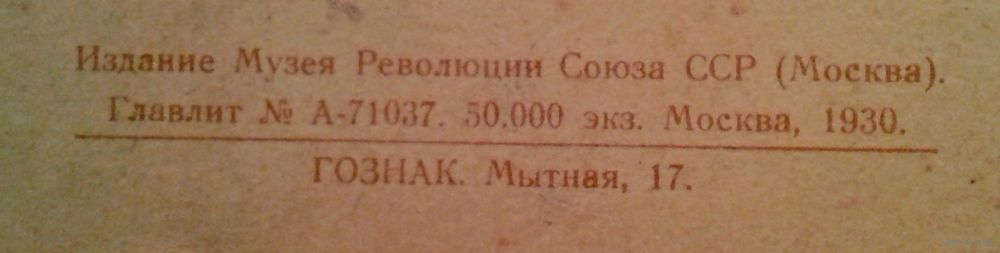 Издание Музея Революции Союза ССР (Москва).
Главлит № А-71037. 50.000 экз. Москва, 1930.
ГОЗНАК. Мытная, 17.